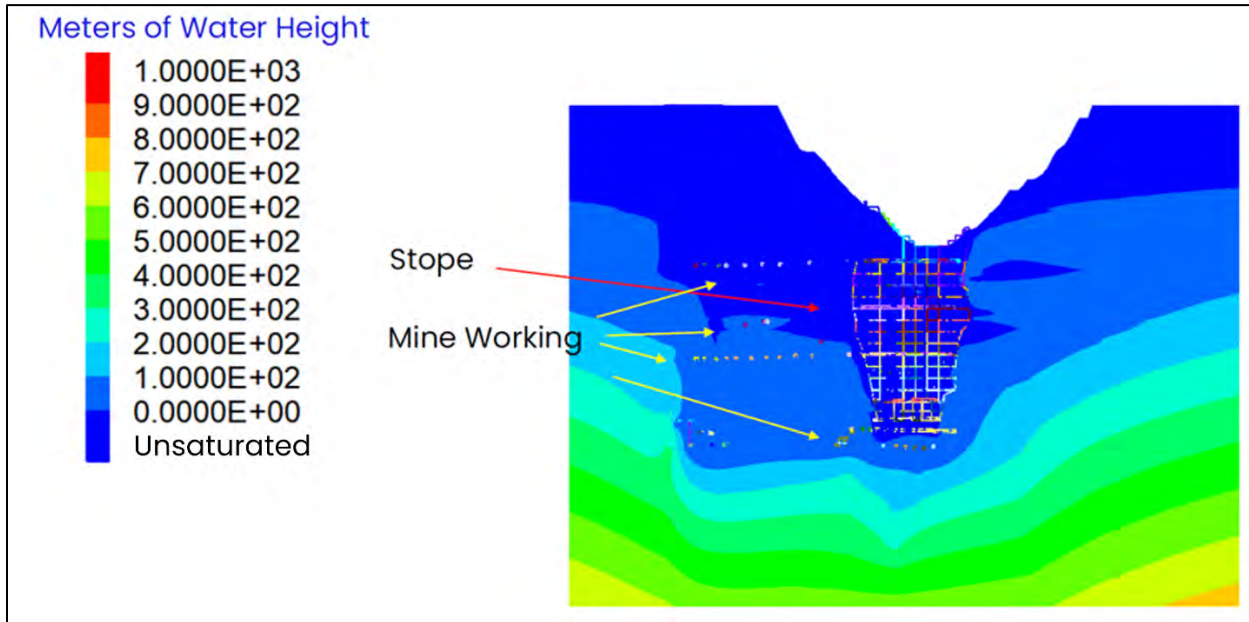 Meters of Water Height
1.0000E+03
9.0000E+02
8.0000E+02
7.0000E+02
6.0000E+02
5.0000E+02
4.0000E+02
3.0000E+02
2.0000E+02
1.0000E+02
0.0000E+00
Unsaturated
Stope
Mine Working